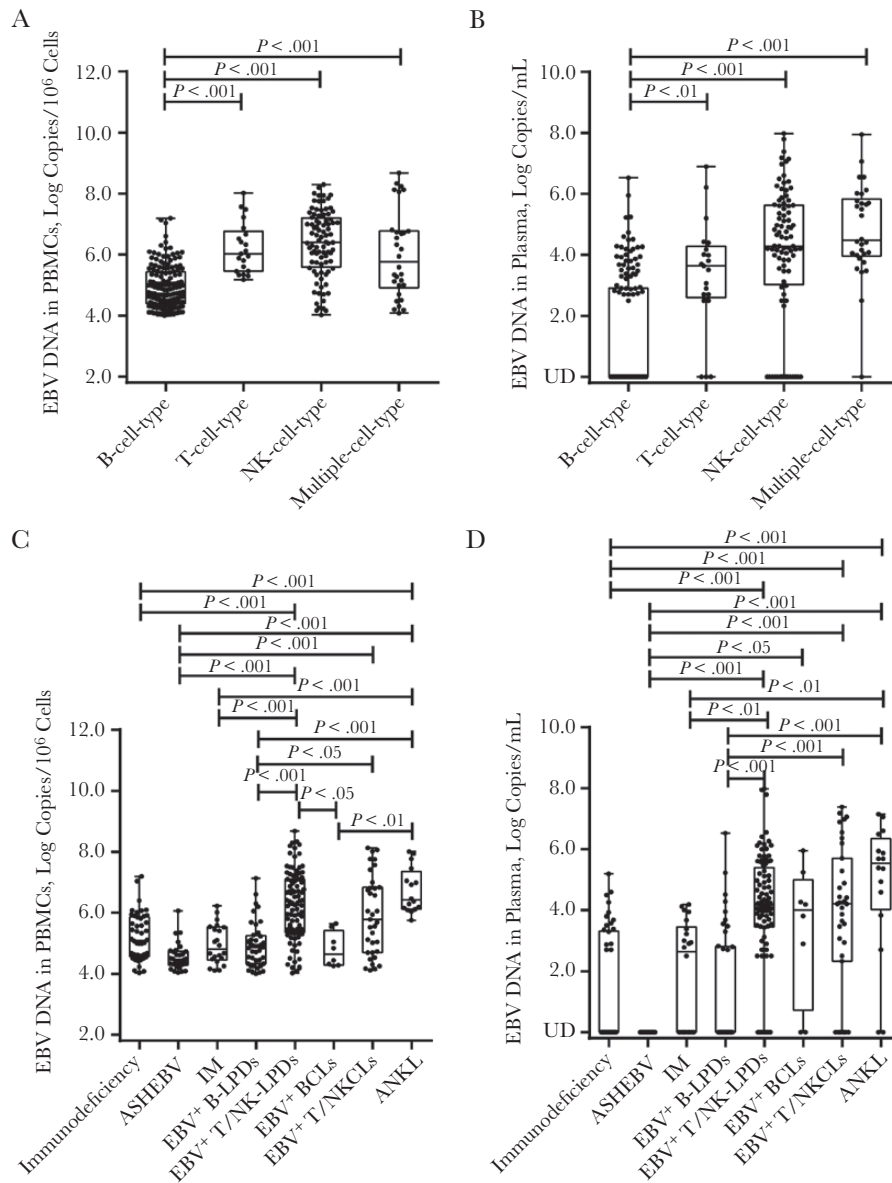 A
EBV DNA in PBMCs, Log Copies/10⁶ Cells
P < .001
P < .001
P < .001
12.0
10.0
8.0
6.0
4.0
2.0
B-cell-type
T-cell-type
NK-cell-type
Multiple-cell-type
B
EBV DNA in Plasma, Log Copies/mL
P < .001
P < .001
P < .01
10.0
8.0
6.0
4.0
2.0
UD
B-cell-type
T-cell-type
NK-cell-type
Multiple-cell-type
C
EBV DNA in PBMCs, Log Copies/10⁶ Cells
P < .001
P < .001
P < .001
P < .001
P < .001
P < .001
P < .001
P < .001
P < .05
P < .001
P < .05
P < .01
12.0
10.0
8.0
6.0
4.0
2.0
Immunodeficiency
ASHEBV
IM
EBV⁺ B-LPDs
EBV⁺ T/NK-LPDs
EBV⁺ BCLs
EBV⁺ T/NKCLs
ANKL
D
EBV DNA in Plasma, Log Copies/mL
P < .001
P < .001
P < .001
P < .001
P < .001
P < .05
P < .001
P < .01
P < .01
P < .001
P < .001
P < .001
10.0
8.0
6.0
4.0
2.0
UD
Immunodeficiency
ASHEBV
IM
EBV⁺ B-LPDs
EBV⁺ T/NK-LPDs
EBV⁺ BCLs
EBV⁺ T/NKCLs
ANKL